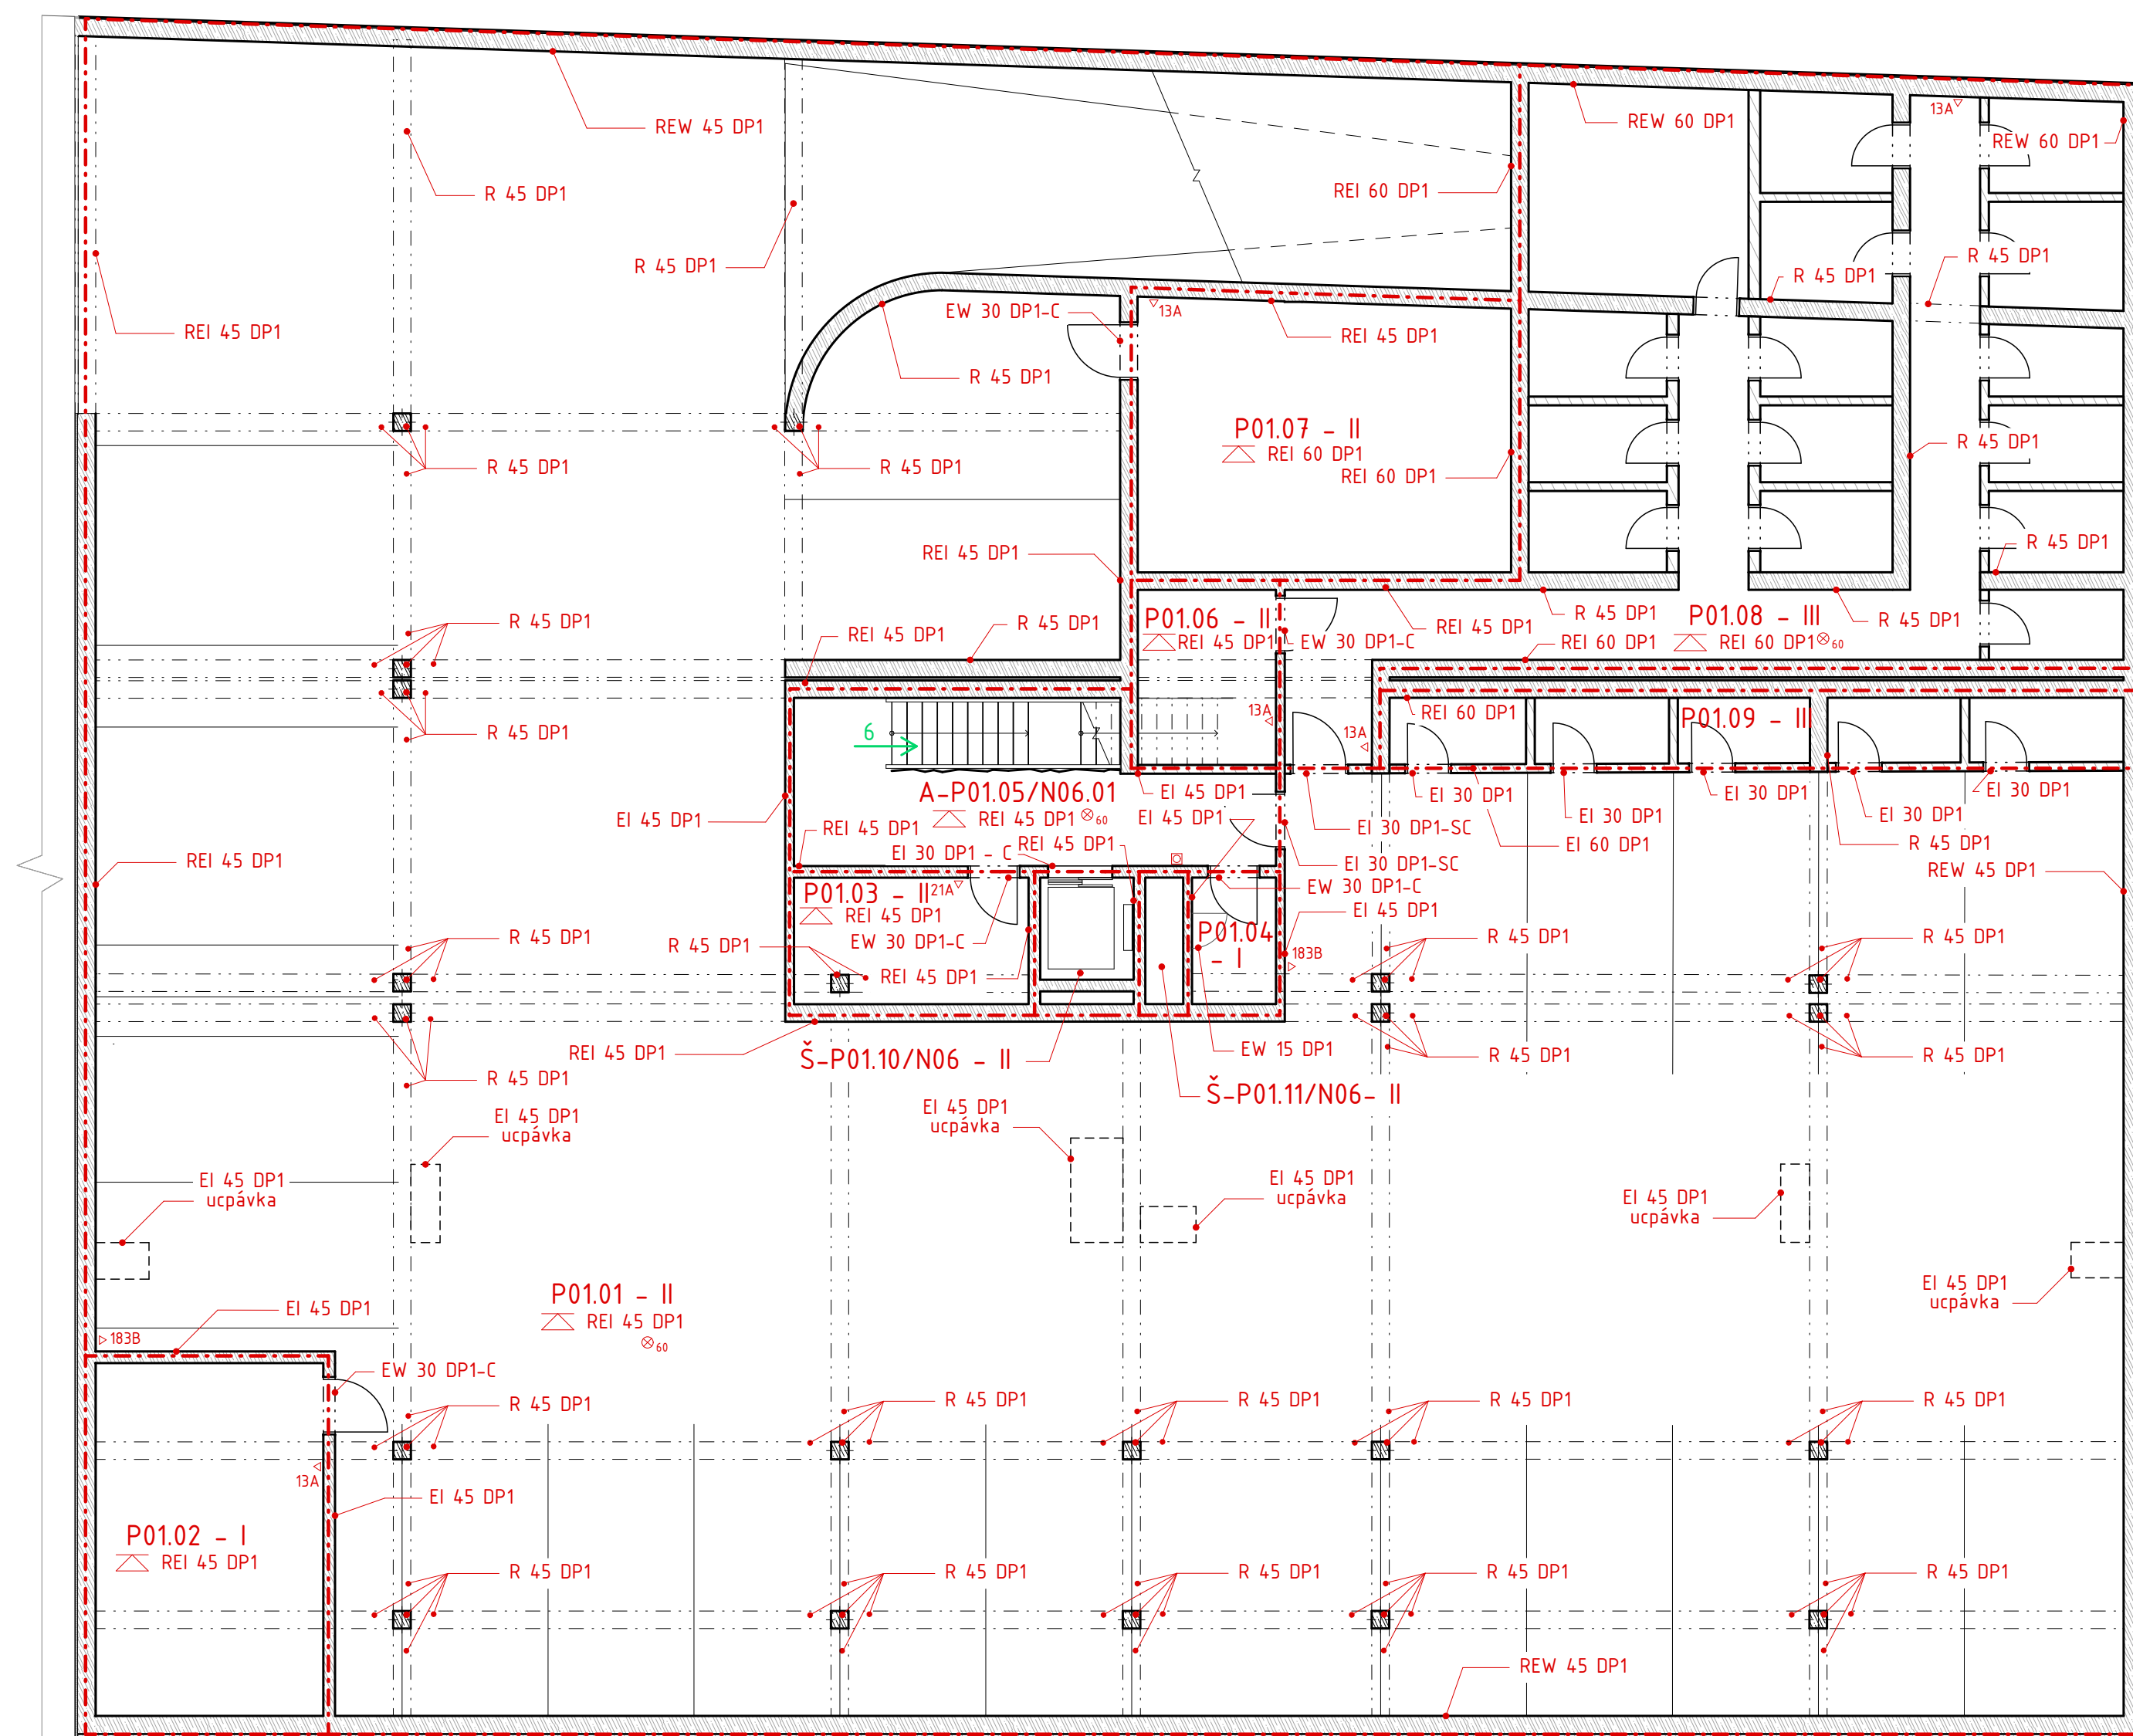 REW 45 DP1
REW 60 DP1
13A
REW 60 DP1
R 45 DP1
REI 60 DP1
R 45 DP1
R 45 DP1
R 45 DP1
REI 45 DP1
EW 30 DP1-C
13A
REI 45 DP1
R 45 DP1
P01.07 - II
REI 60 DP1
REI 60 DP1
R 45 DP1
R 45 DP1
R 45 DP1
REI 45 DP1
R 45 DP1
R 45 DP1
REI 45 DP1
R 45 DP1
P01.06 - II
REI 45 DP1
EW 30 DP1-C
REI 45 DP1
R 45 DP1
REI 60 DP1
P01.08 - III
REI 60 DP1
60
R 45 DP1
R 45 DP1
6
13A
13A
REI 60 DP1
P01.09 - III
A-P01.05/N06.01
REI 45 DP1
60
EI 45 DP1
EI 45 DP1
EI 45 DP1
EI 30 DP1
EI 30 DP1
EI 30 DP1
EI 30 DP1
EI 30 DP1
EI 30 DP1-SC
EI 60 DP1
R 45 DP1
REI 45 DP1
REI 45 DP1
EI 30 DP1 - C
EI 30 DP1-SC
REI 45 DP1
REW 45 DP1
P01.03 - II
21A
REI 45 DP1
EW 30 DP1-C
EI 45 DP1
R 45 DP1
R 45 DP1
EW 30 DP1-C
REI 45 DP1
P01.04
- I
183B
R 45 DP1
R 45 DP1
REI 45 DP1
Š-P01.10/N06 - II
EW 15 DP1
R 45 DP1
R 45 DP1
R 45 DP1
Š-P01.11/N06- II
EI 45 DP1
ucpávka
EI 45 DP1
ucpávka
EI 45 DP1
ucpávka
EI 45 DP1
ucpávka
EI 45 DP1
ucpávka
EI 45 DP1
ucpávka
P01.01 - II
REI 45 DP1
60
EI 45 DP1
183B
EW 30 DP1-C
R 45 DP1
R 45 DP1
R 45 DP1
R 45 DP1
R 45 DP1
13A
EI 45 DP1
P01.02 - I
REI 45 DP1
R 45 DP1
R 45 DP1
R 45 DP1
R 45 DP1
R 45 DP1
REW 45 DP1